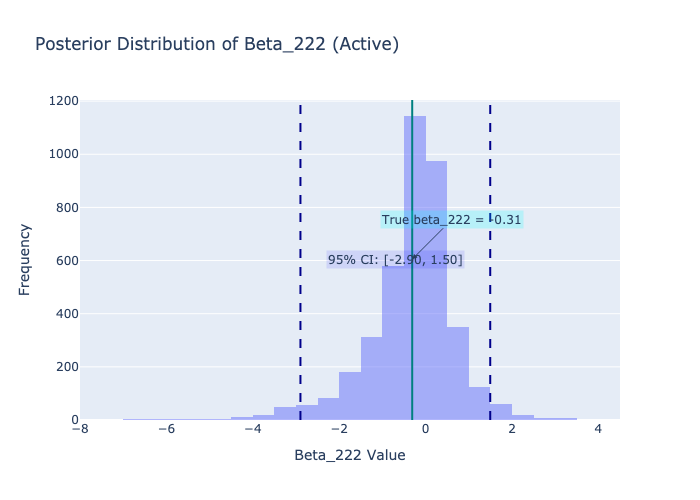 Posterior Distribution of Beta_222 (Active)
1200
1000
800
True beta_222 = -0.31
600
95% CI: [-2.90, 1.50]
400
200
0
−8
−6
−4
−2
0
2
4
Frequency
Beta_222 Value